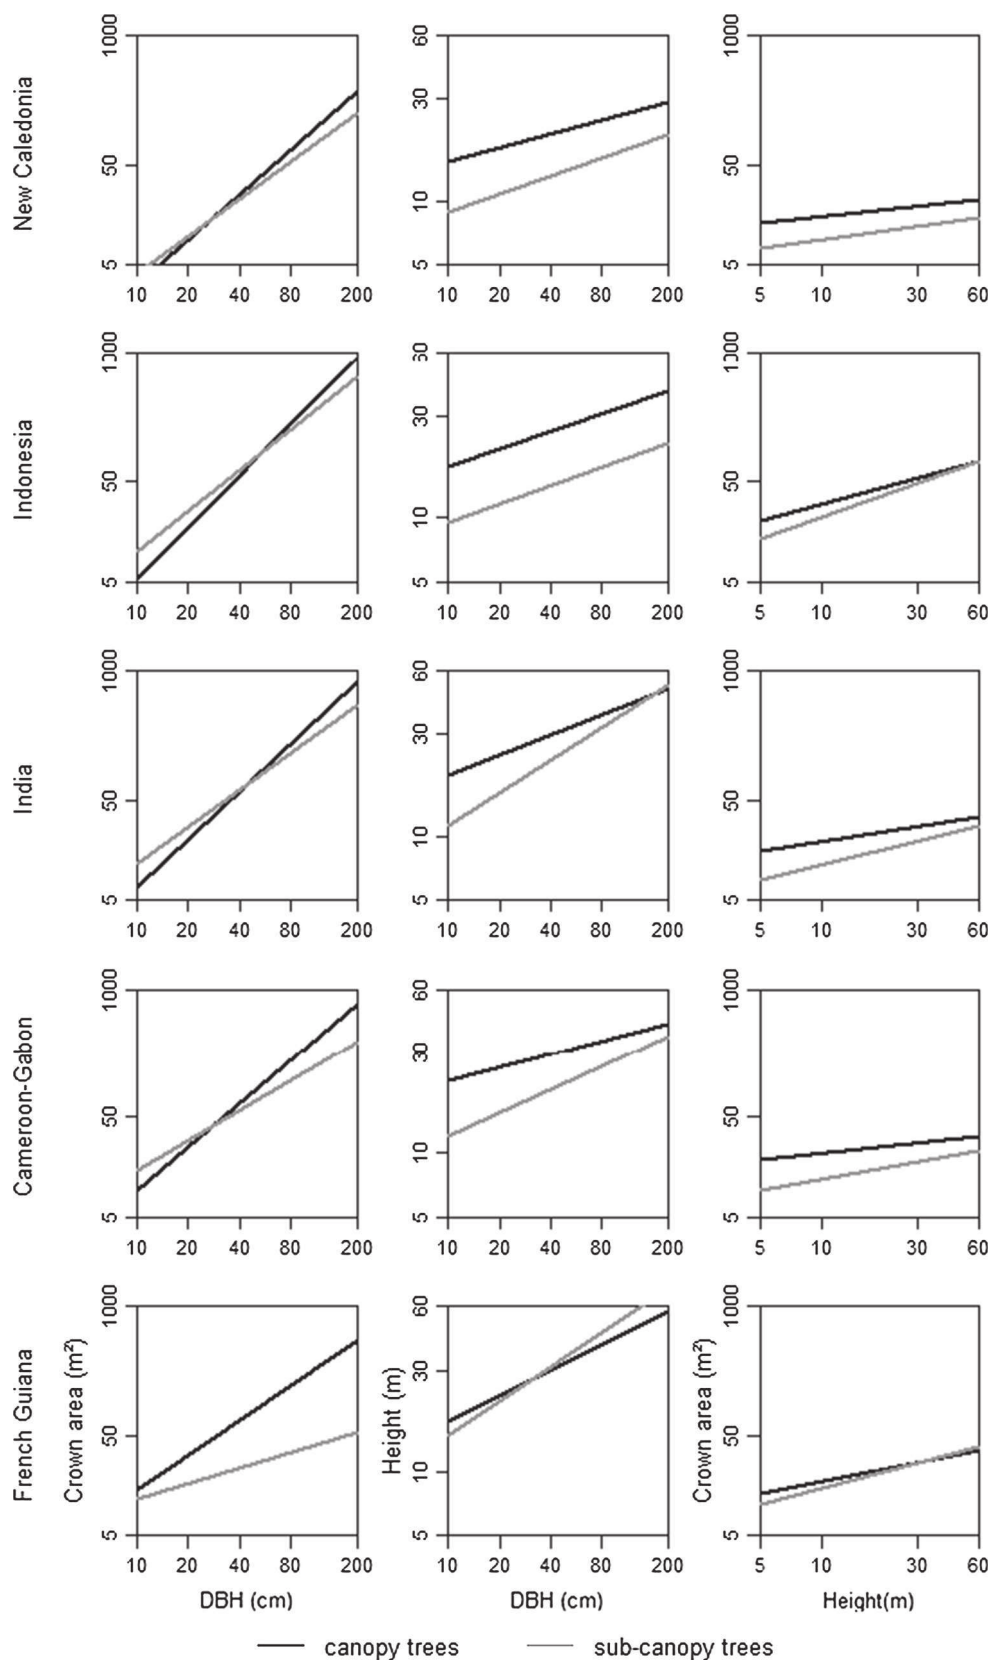 New Caledonia
1000
50
5
10 20 40 80 200
60
30
10
5
10 20 40 80 200
1000
50
5
5 10 30 60
Indonesia
1000
50
5
10 20 40 80 200
30
30
10
5
10 20 40 80 200
1000
50
5
5 10 30 60
India
1000
50
5
10 20 40 80 200
60
30
10
5
10 20 40 80 200
1000
50
5
5 10 30 60
Cameroon-Gabon
1000
50
5
10 20 40 80 200
60
30
10
5
10 20 40 80 200
1000
50
5
5 10 30 60
French Guiana
Crown area (m²)
1000
50
5
10 20 40 80 200
DBH (cm)
Height (m)
60
30
10
5
10 20 40 80 200
DBH (cm)
Crown area (m²)
1000
50
5
5 10 30 60
Height(m)
canopy trees
sub-canopy trees